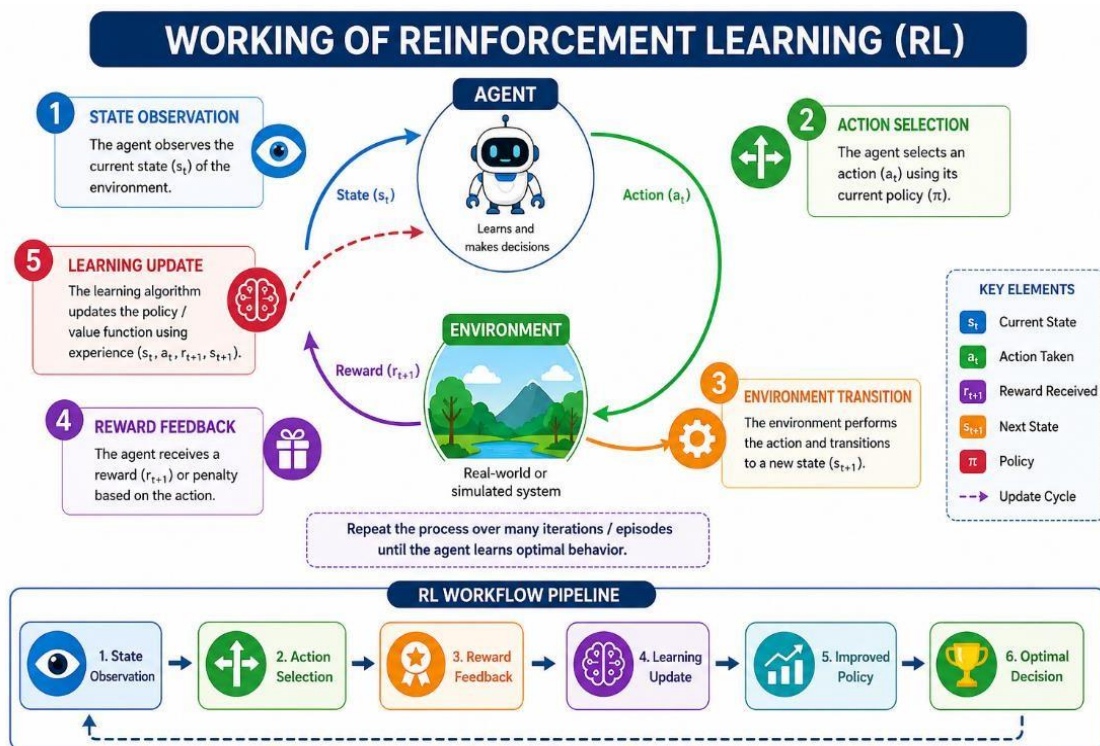 WORKING OF REINFORCEMENT LEARNING (RL)
1
STATE OBSERVATION
The agent observes the
current state (sₜ) of the
environment.
AGENT
Learns and
makes decisions
State (sₜ)
Action (aₜ)
2
ACTION SELECTION
The agent selects an
action (aₜ) using its
current policy (π).
5
LEARNING UPDATE
The learning algorithm
updates the policy /
value function using
experience (sₜ, aₜ, rₜ₊₁, sₜ₊₁).
ENVIRONMENT
Real-world or
simulated system
Reward (rₜ₊₁)
3
ENVIRONMENT TRANSITION
The environment performs
the action and transitions
to a new state (sₜ₊₁).
4
REWARD FEEDBACK
The agent receives a
reward (rₜ₊₁) or penalty
based on the action.
KEY ELEMENTS
sₜ Current State
aₜ Action Taken
rₜ₊₁ Reward Received
sₜ₊₁ Next State
π Policy
Update Cycle
Repeat the process over many iterations / episodes
until the agent learns optimal behavior.
RL WORKFLOW PIPELINE
1. State
Observation
2. Action
Selection
3. Reward
Feedback
4. Learning
Update
5. Improved
Policy
6. Optimal
Decision